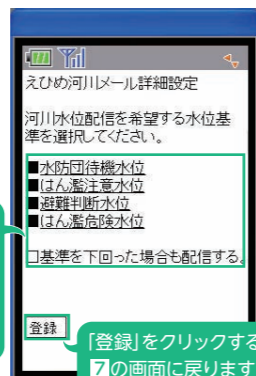 えひめ河川メール詳細設定
河川水位配信を希望する水位基
準を選択してください。
■水防団待機水位
■はん濫注意水位
■避難判断水位
■はん濫危険水位
□基準を下回った場合も配信する。
登録
「登録」をクリックする
7の画面に戻ります